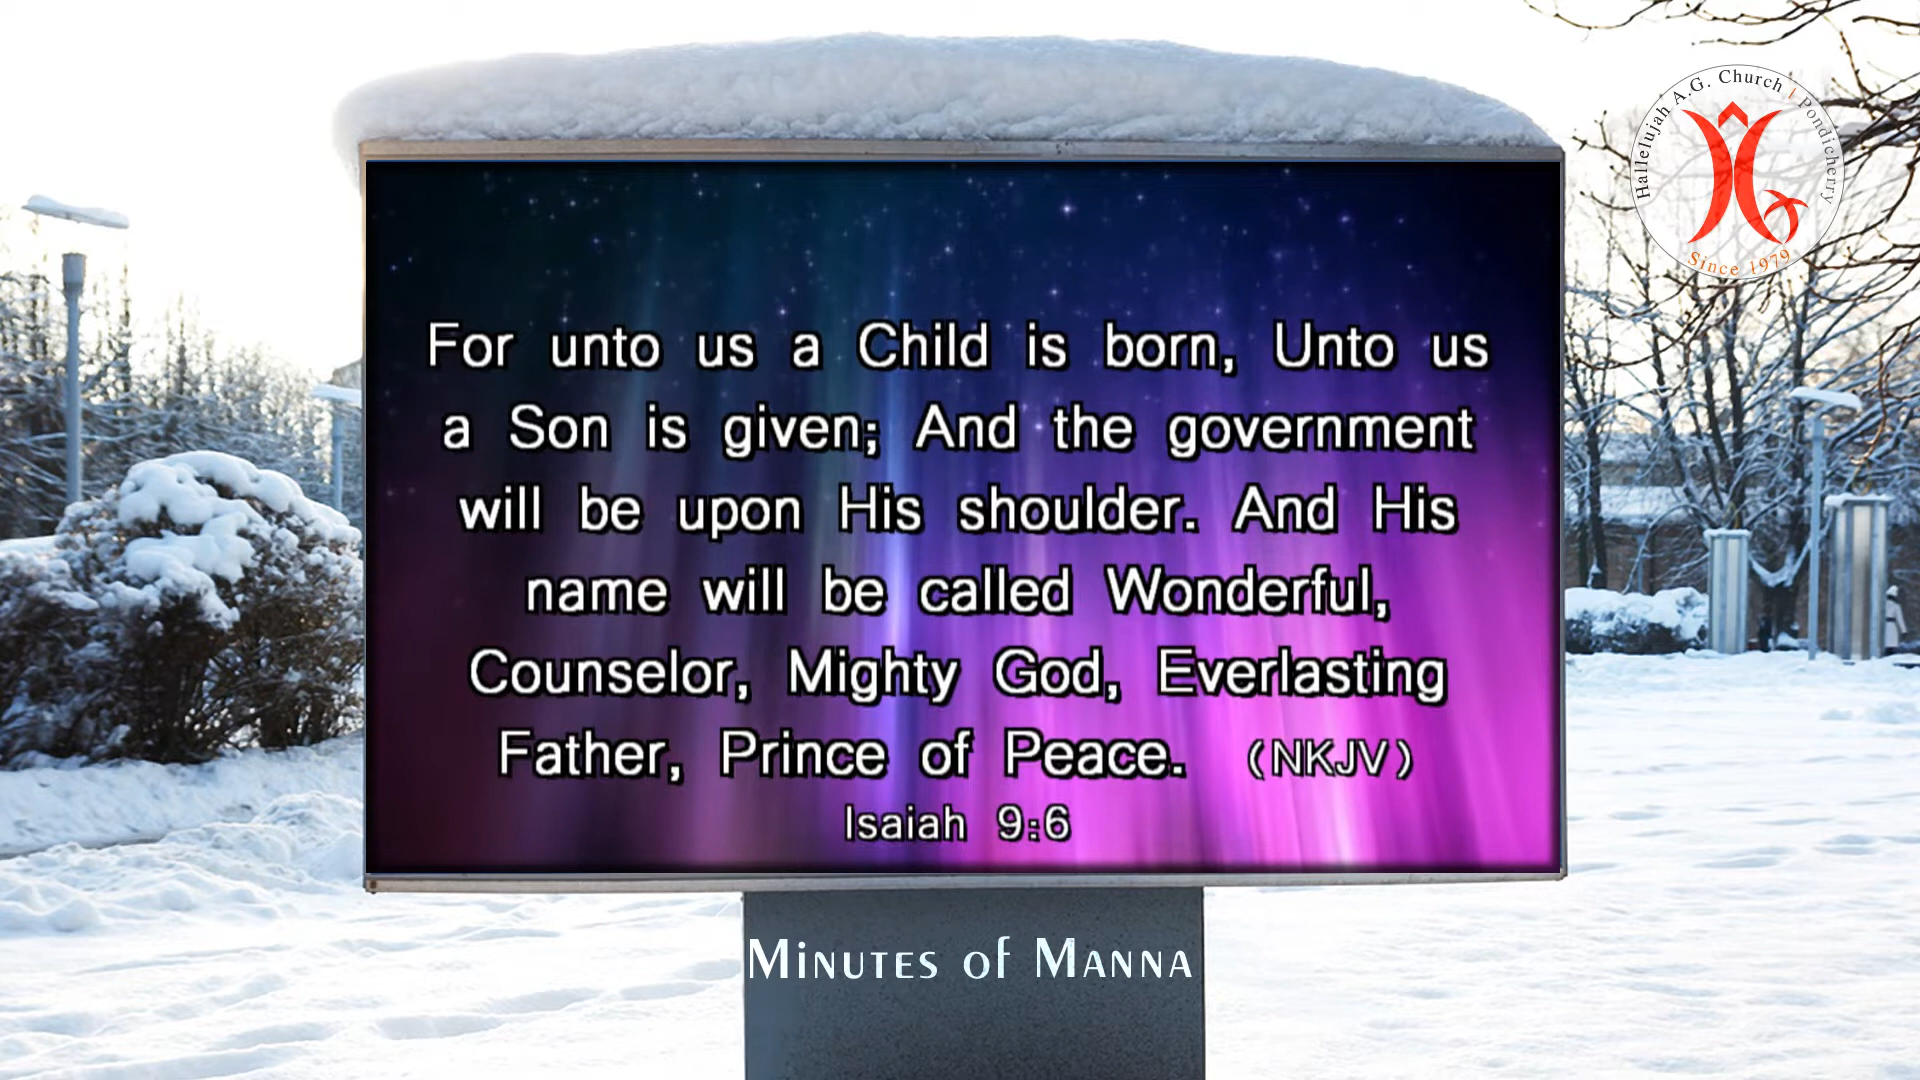 Hallelujah A.G. Church | Pondicherry
Since 1979
For unto us a Child is born, Unto us
a Son is given; And the government
will be upon His shoulder. And His
name will be called Wonderful,
Counselor, Mighty God, Everlasting
Father, Prince of Peace. (NKJV)
Isaiah 9:6
Minutes of Manna